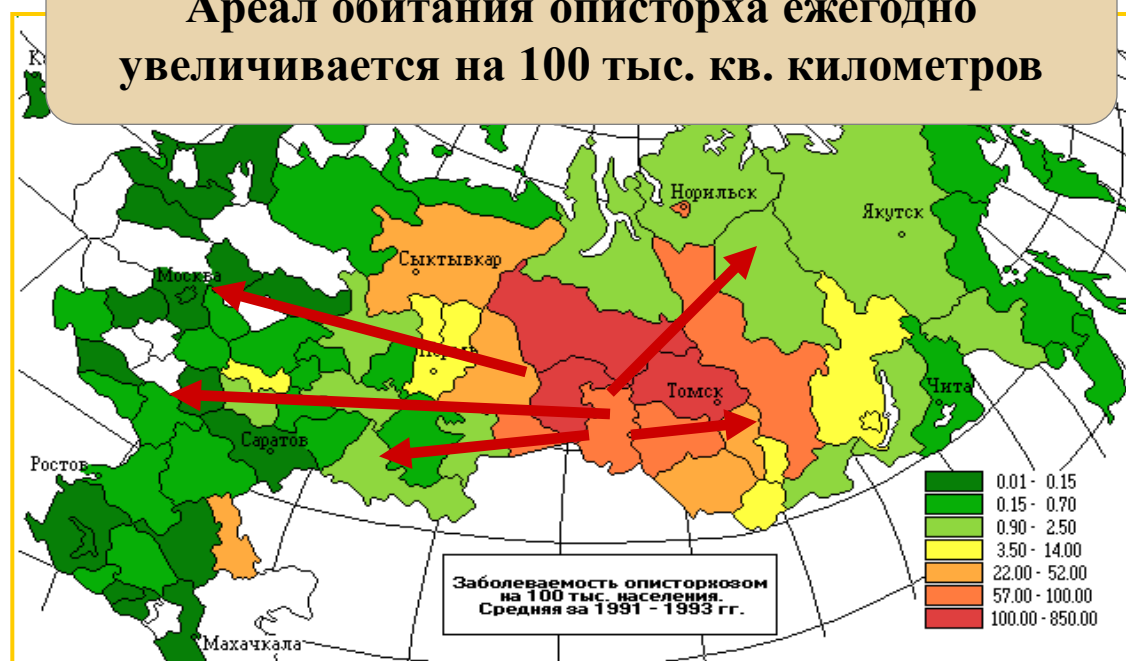 Ареал обитания описторха ежегодно
увеличивается на 100 тыс. кв. километров
Норильск
Якутск
Сыктывкар
Москва
Томск
Чита
Саратов
Ростов
Махачкала
0.01 - 0.15
0.15 - 0.70
0.90 - 2.50
3.50 - 14.00
22.00 - 52.00
57.00 - 100.00
100.00 - 850.00
Заболеваемость описторхозом
на 100 тыс. населения.
Средняя за 1991 - 1993 гг.